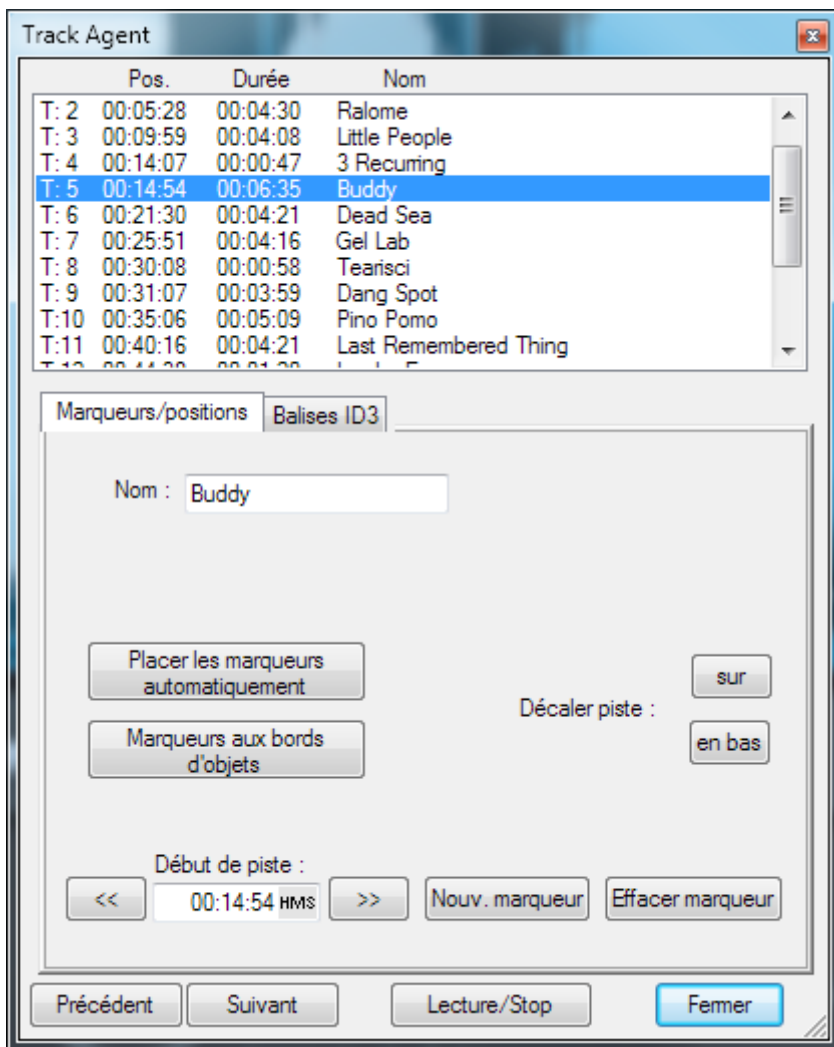 Track Agent
Pos. Durée Nom
T: 2 00:05:28 00:04:30 Ralome
T: 3 00:09:59 00:04:08 Little People
T: 4 00:14:07 00:00:47 3 Recurring
T: 5 00:14:54 00:06:35 Buddy
T: 6 00:21:30 00:04:21 Dead Sea
T: 7 00:25:51 00:04:16 Gel Lab
T: 8 00:30:08 00:00:58 Tearisci
T: 9 00:31:07 00:03:59 Dang Spot
T:10 00:35:06 00:05:09 Pino Pomo
T:11 00:40:16 00:04:21 Last Remembered Thing
Marqueurs/positions Balises ID3
Nom : Buddy
Placer les marqueurs
automatiquement
sur
Décaler piste :
Marqueurs aux bords
d'objets
en bas
Début de piste :
<< 00:14:54 HMS >> Nouv. marqueur Effacer marqueur
Précédent Suivant Lecture/Stop Fermer